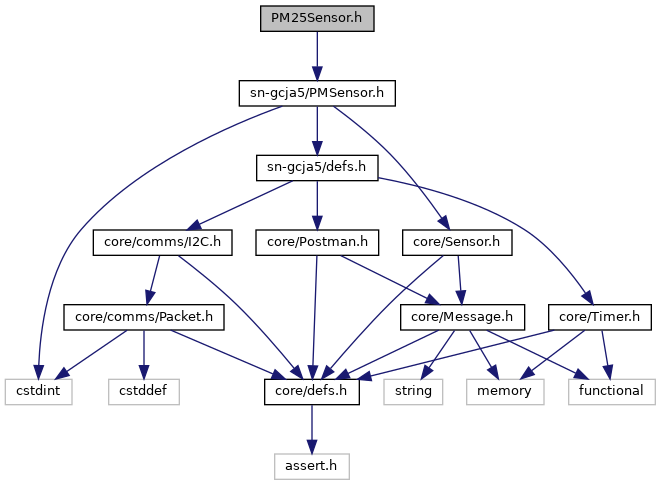 PM25Sensor.h
sn-gcja5/PMSensor.h
sn-gcja5/defs.h
core/comms/I2C.h
core/Postman.h
core/Sensor.h
core/comms/Packet.h
core/Message.h
core/Timer.h
cstdint
cstddef
core/defs.h
string
memory
functional
assert.h